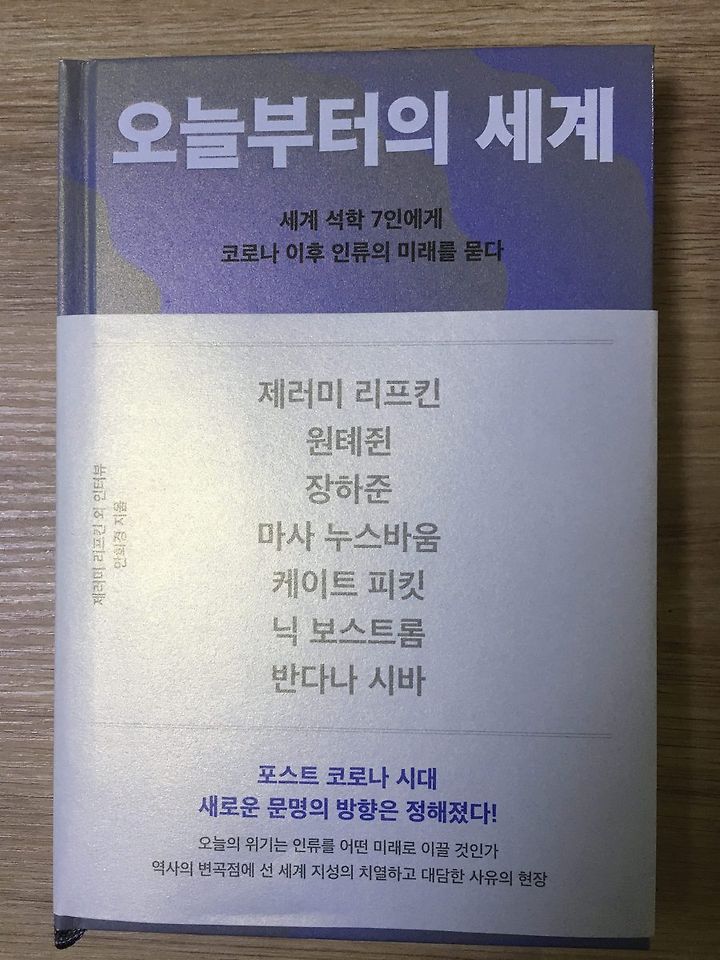 오늘부터의 세계
세계 석학 7인에게
코로나 이후 인류의 미래를 묻다
제러미 리프킨
원톄쥔
장하준
마사 누스바움
케이트 피킷
닉 보스트롬
반다나 시바
제러미 리프킨 외 인터뷰
안희경 지음
포스트 코로나 시대
새로운 문명의 방향은 정해졌다!
오늘의 위기는 인류를 어떤 미래로 이끌 것인가
역사의 변곡점에 선 세계 지성의 치열하고 대담한 사유의 현장